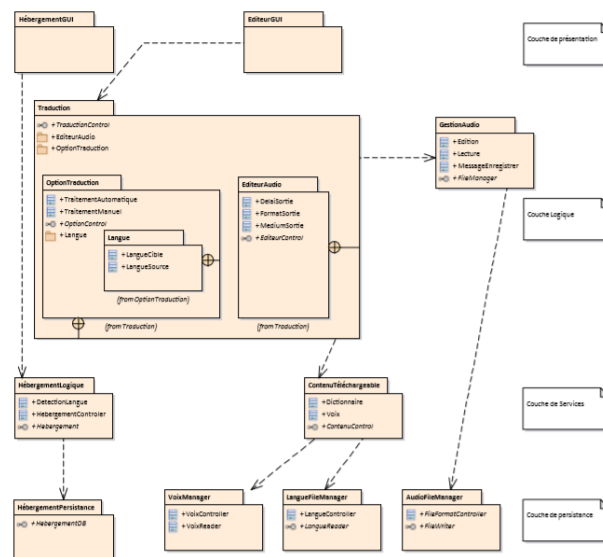 HébergementGUI
EditeurGUI
Couche de présentation
Traduction
+ TraductionControl
+ EditeurAudio
+ OptionTraduction
GestionAudio
+ Edition
+ Lecture
+ MessageEnregistrer
+ FileManager
OptionTraduction
+ TraitementAutomatique
+ TraitementManuel
+ OptionControl
+ Langue
Langue
+ LangueCible
+ LangueSource
(from OptionTraduction)
(from Traduction)
EditeurAudio
+ DelaiSortie
+ FormatSortie
+ MediumSortie
+ EditeurControl
(from Traduction)
Couche Logique
HébergementLogique
+ DetectionLangue
+ HebergementControler
+ Hebergement
ContenuTéléchargeable
+ Dictionnaire
+ Voix
+ ContenuControl
Couche de Services
HébergementPersistance
+ HebergementDB
VoixManager
+ VoixController
+ VoixReader
LangueFileManager
+ LangueController
+ LangueReader
AudioFileManager
+ FileFormatController
+ FileWriter
Couche de persistance